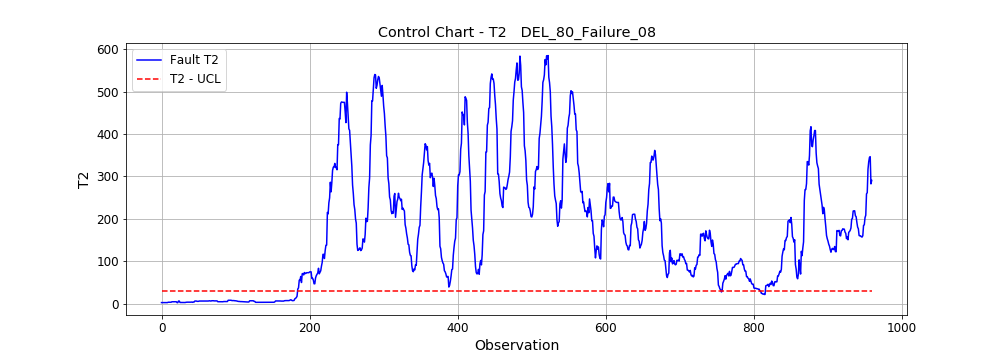 Control Chart - T2   DEL_80_Failure_08
Fault T2
T2 - UCL
600
500
400
300
200
100
0
T2
0 200 400 600 800 1000
Observation